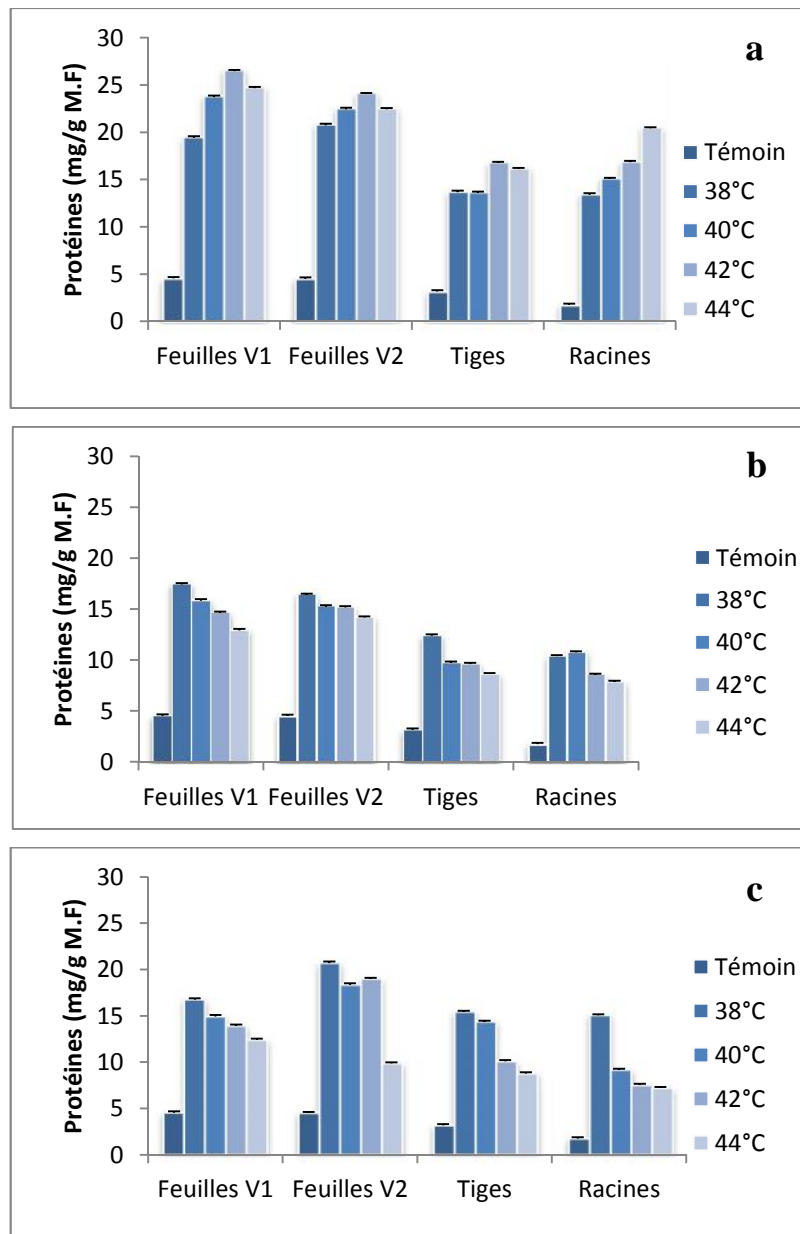 a
Protéines (mg/g M.F)
30
25
20
15
10
5
0
Feuilles V1 Feuilles V2 Tiges Racines
Témoin
38°C
40°C
42°C
44°C
b
Protéines (mg/g M.F)
30
25
20
15
10
5
0
Feuilles V1 Feuilles V2 Tiges Racines
Témoin
38°C
40°C
42°C
44°C
c
Protéines (mg/g M.F)
30
25
20
15
10
5
0
Feuilles V1 Feuilles V2 Tiges Racines
Témoin
38°C
40°C
42°C
44°C